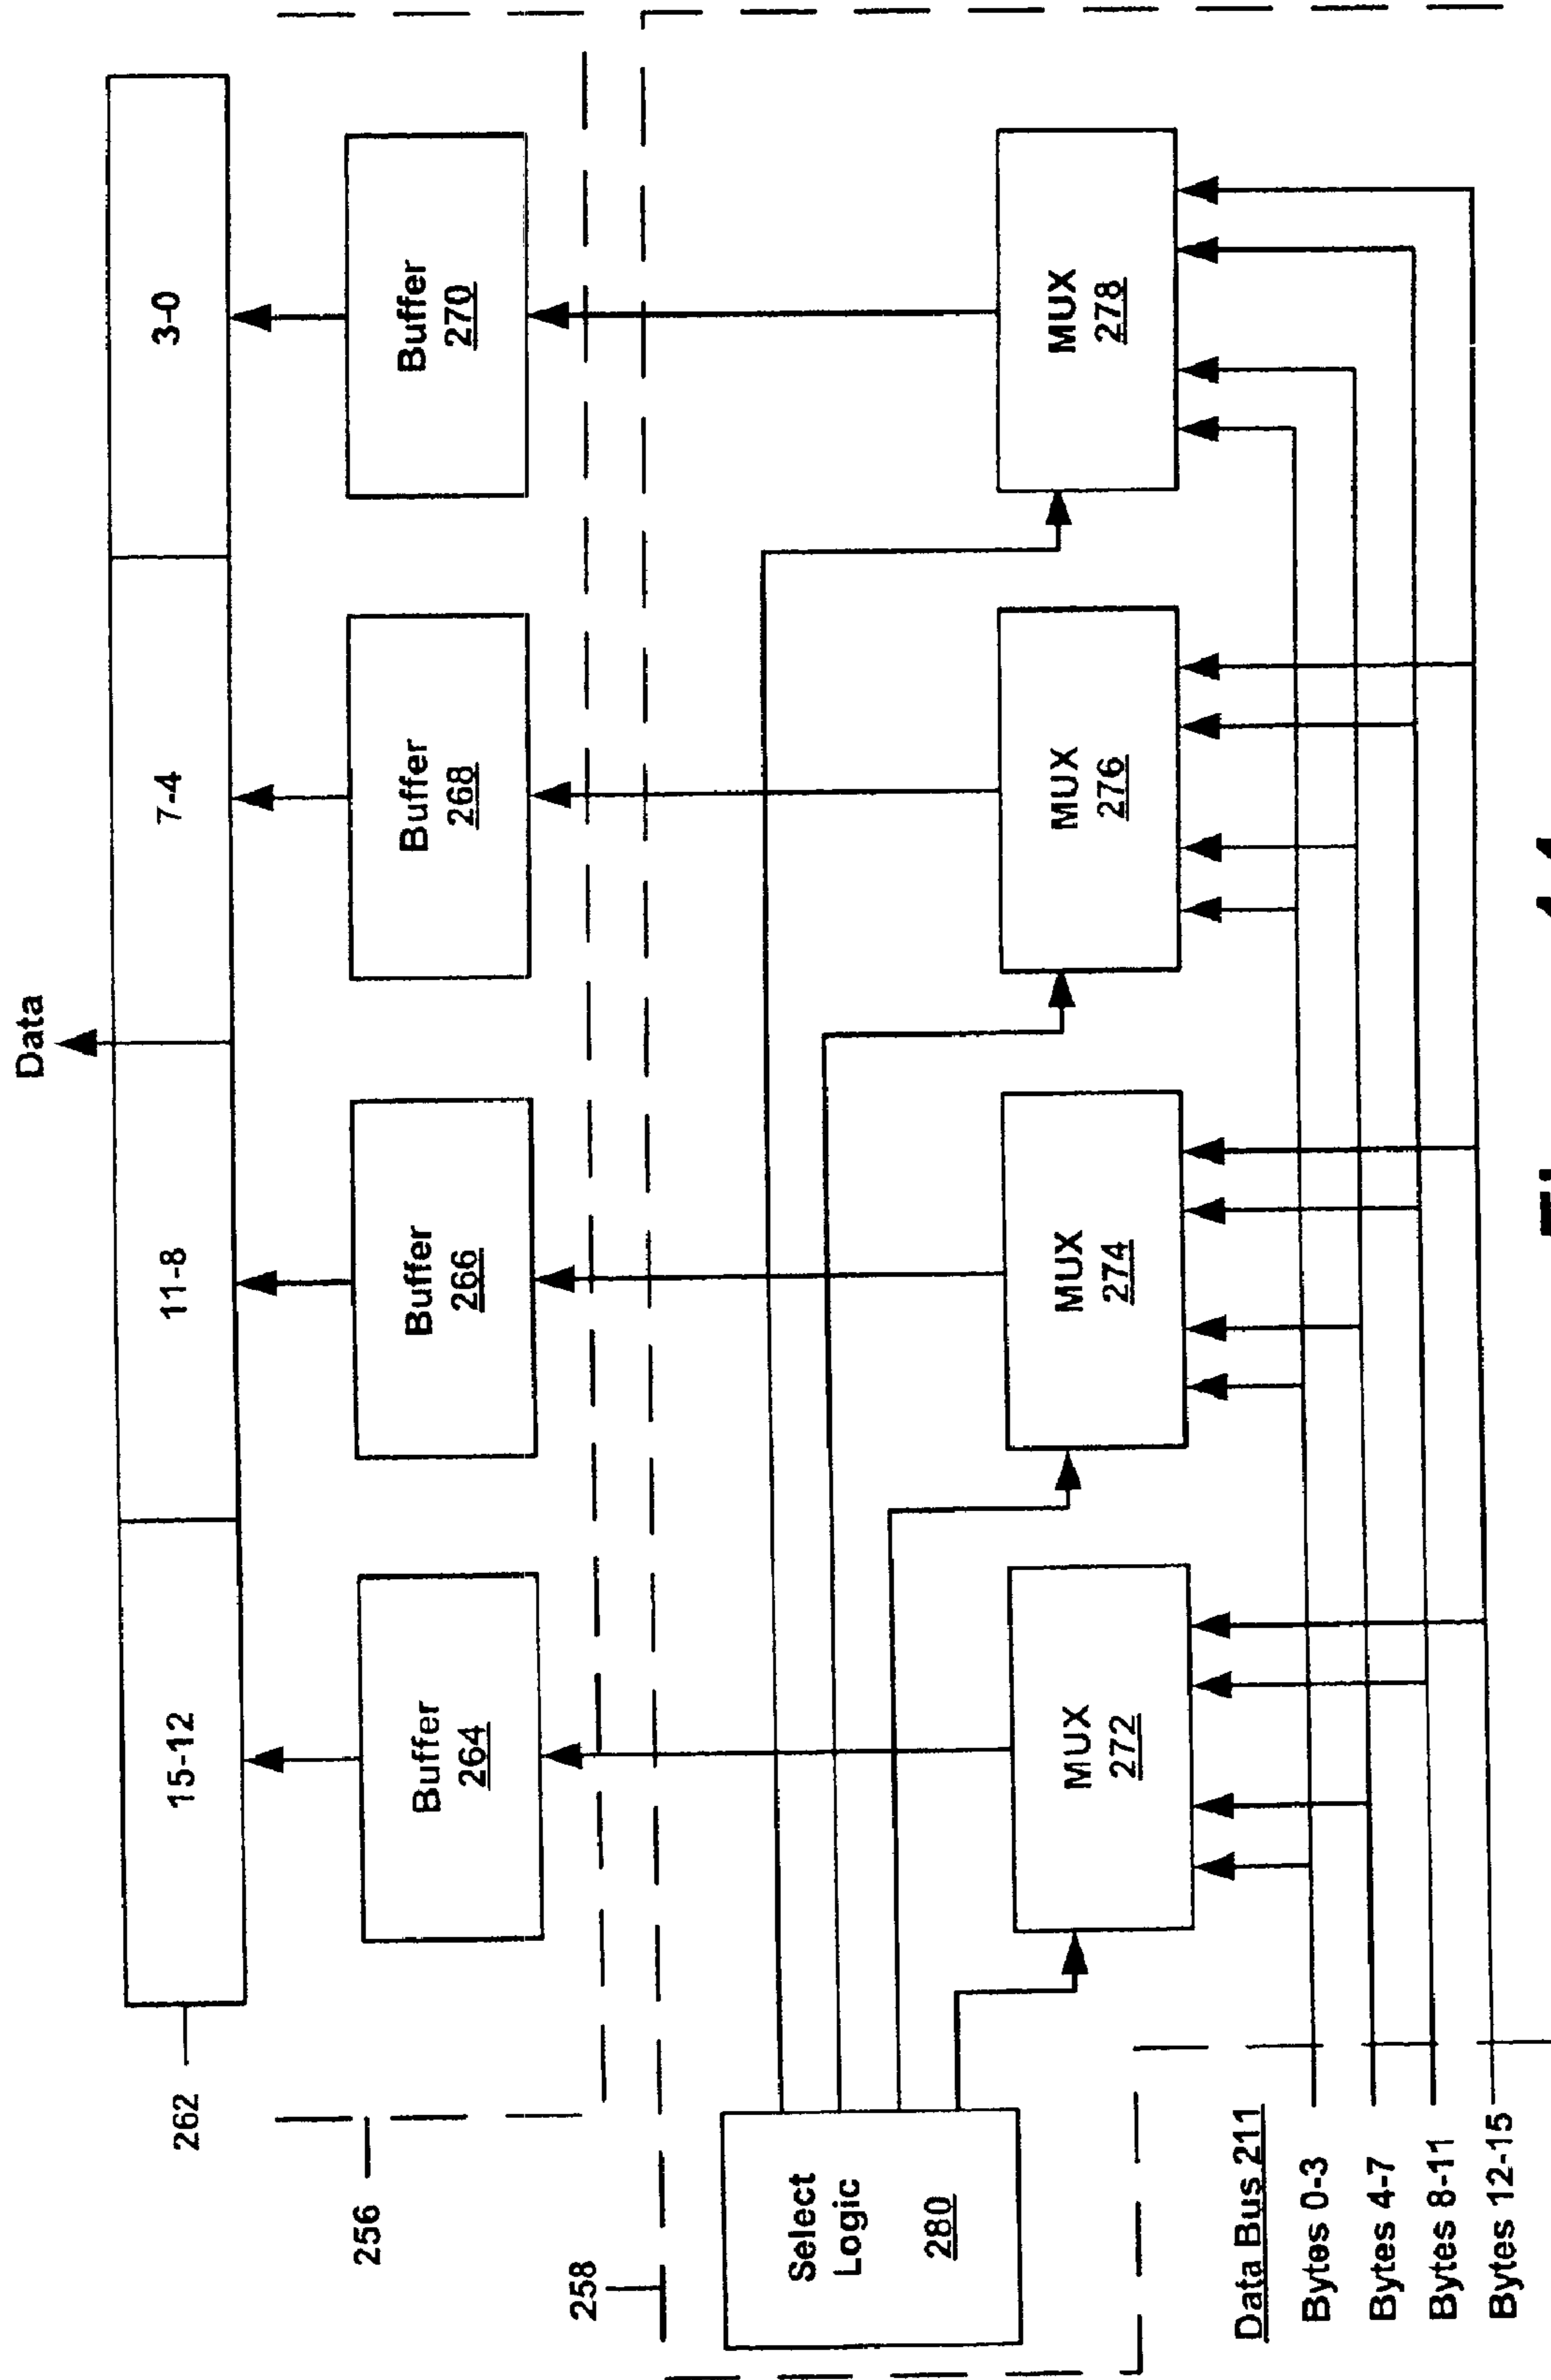 Data
262
15-12
11-8
7-4
3-0
256
Buffer
264
Buffer
266
Buffer
268
Buffer
270
258
Select
Logic
280
MUX
272
MUX
274
MUX
276
MUX
278
Data Bus 211
Bytes 0-3
Bytes 4-7
Bytes 8-11
Bytes 12-15